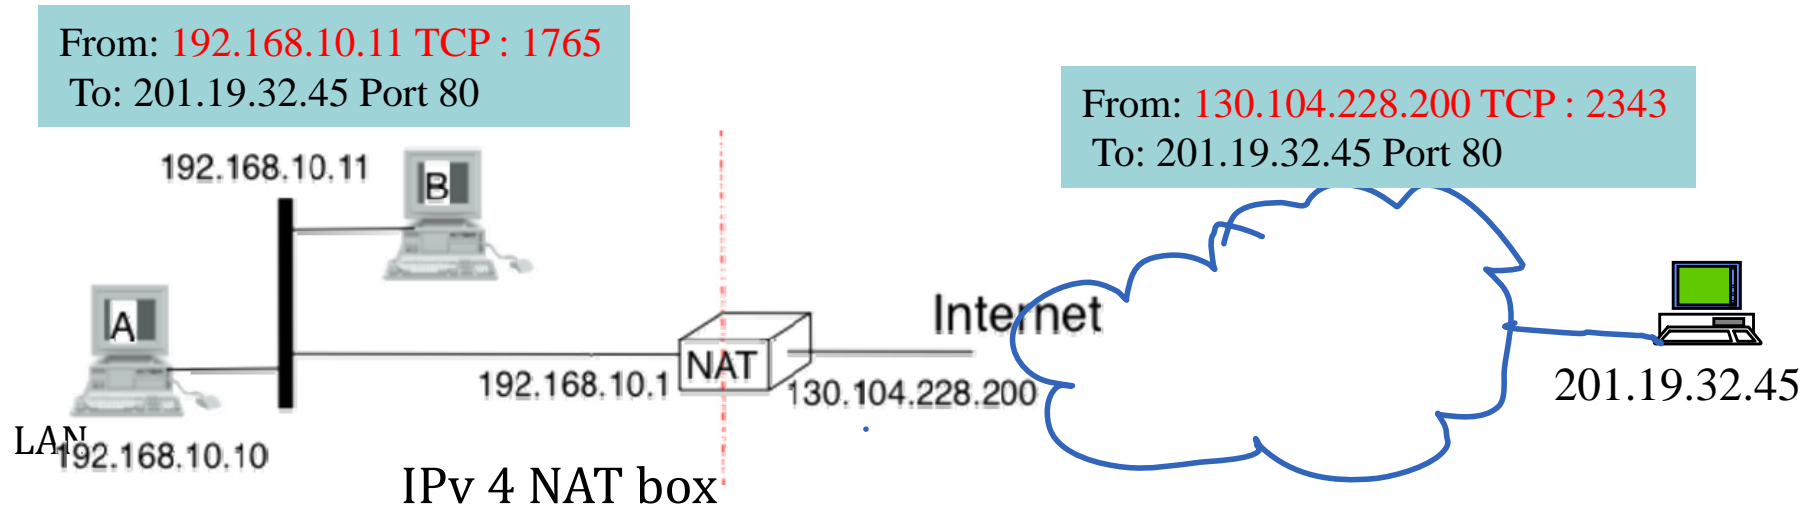 From: 192.168.10.11 TCP : 1765
To: 201.19.32.45 Port 80
From: 130.104.228.200 TCP : 2343
To: 201.19.32.45 Port 80
192.168.10.11
B
A
Internet
NAT
192.168.10.1
130.104.228.200
201.19.32.45
LAN
192.168.10.10
IPv 4 NAT box